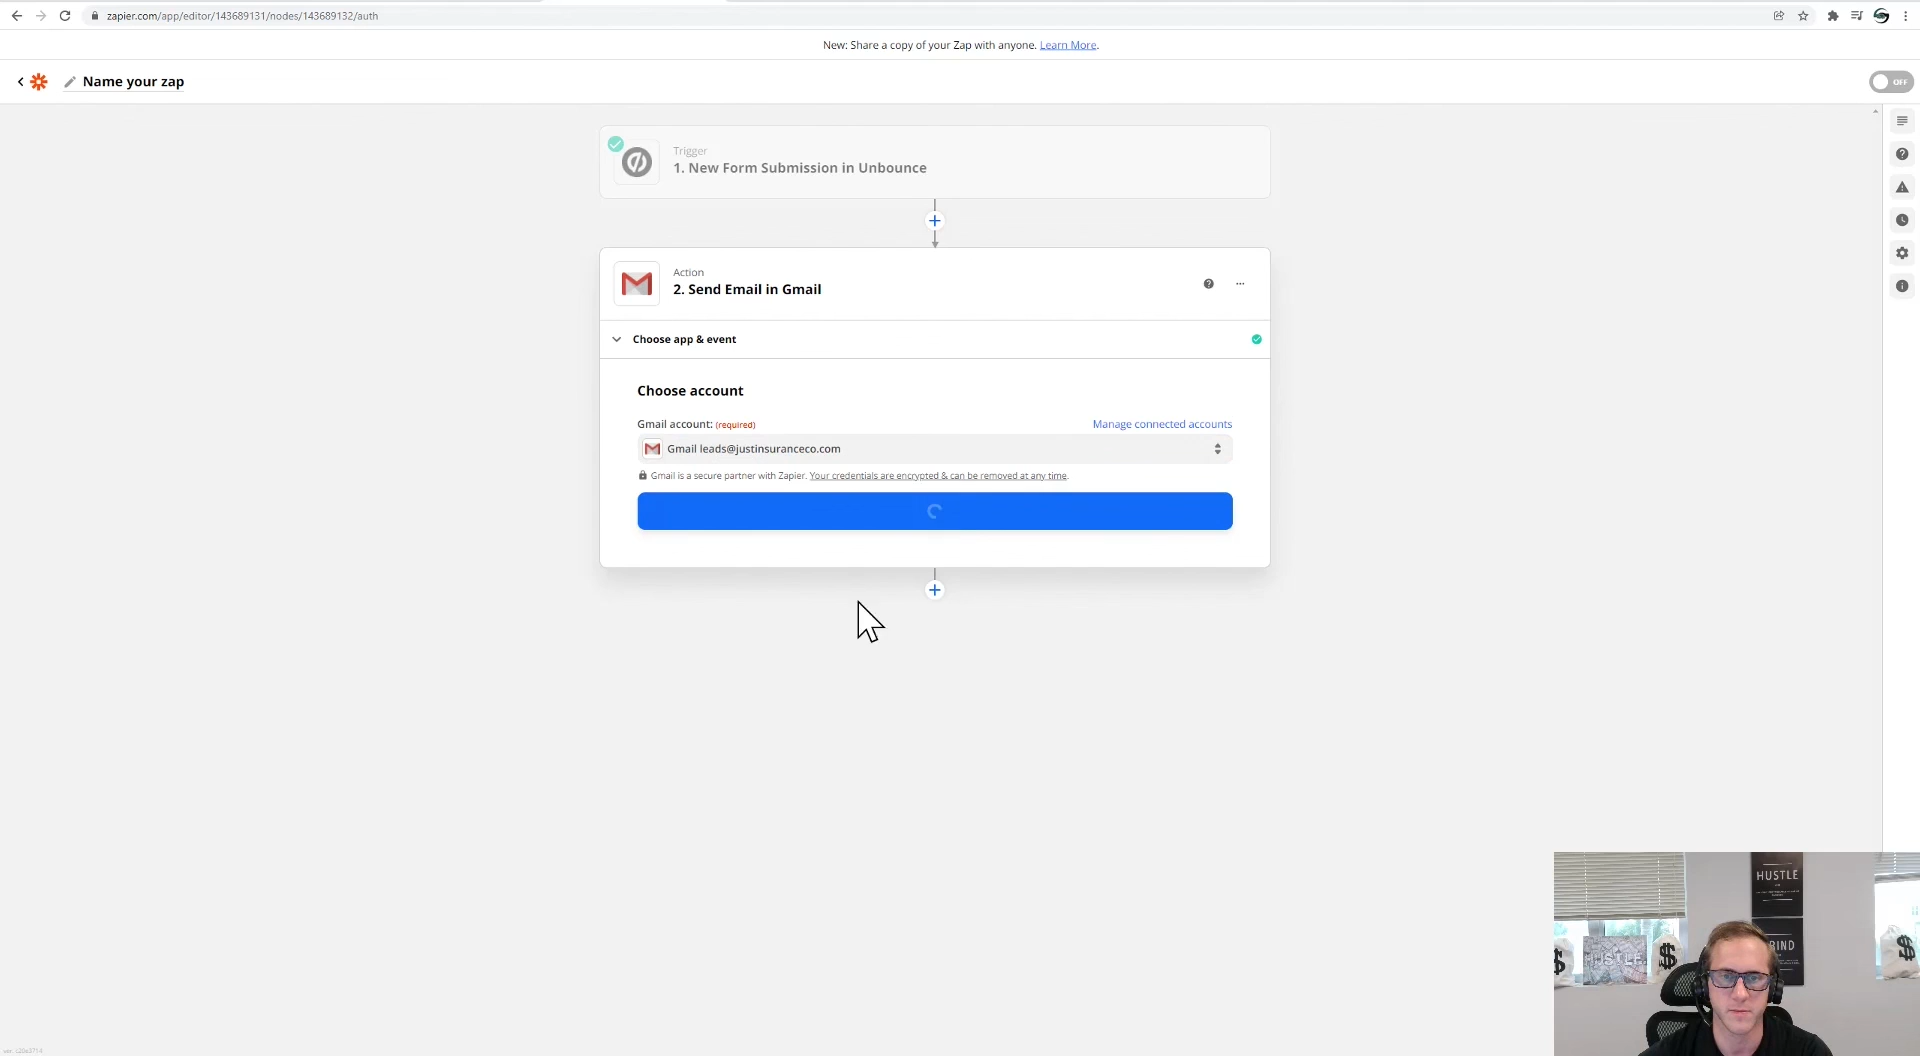 zapier.com/app/editor/143689131/nodes/143689132/auth
New: Share a copy of your Zap with anyone. Learn More.
Name your zap
OFF
Trigger
1. New Form Submission in Unbounce
Action
2. Send Email in Gmail
Choose app & event
Choose account
Gmail account: (required)
Manage connected accounts
Gmail leads@justinsuranceco.com
Gmail is a secure partner with Zapier. Your credentials are encrypted & can be removed at any time.
HUSTLE
HUSTLE